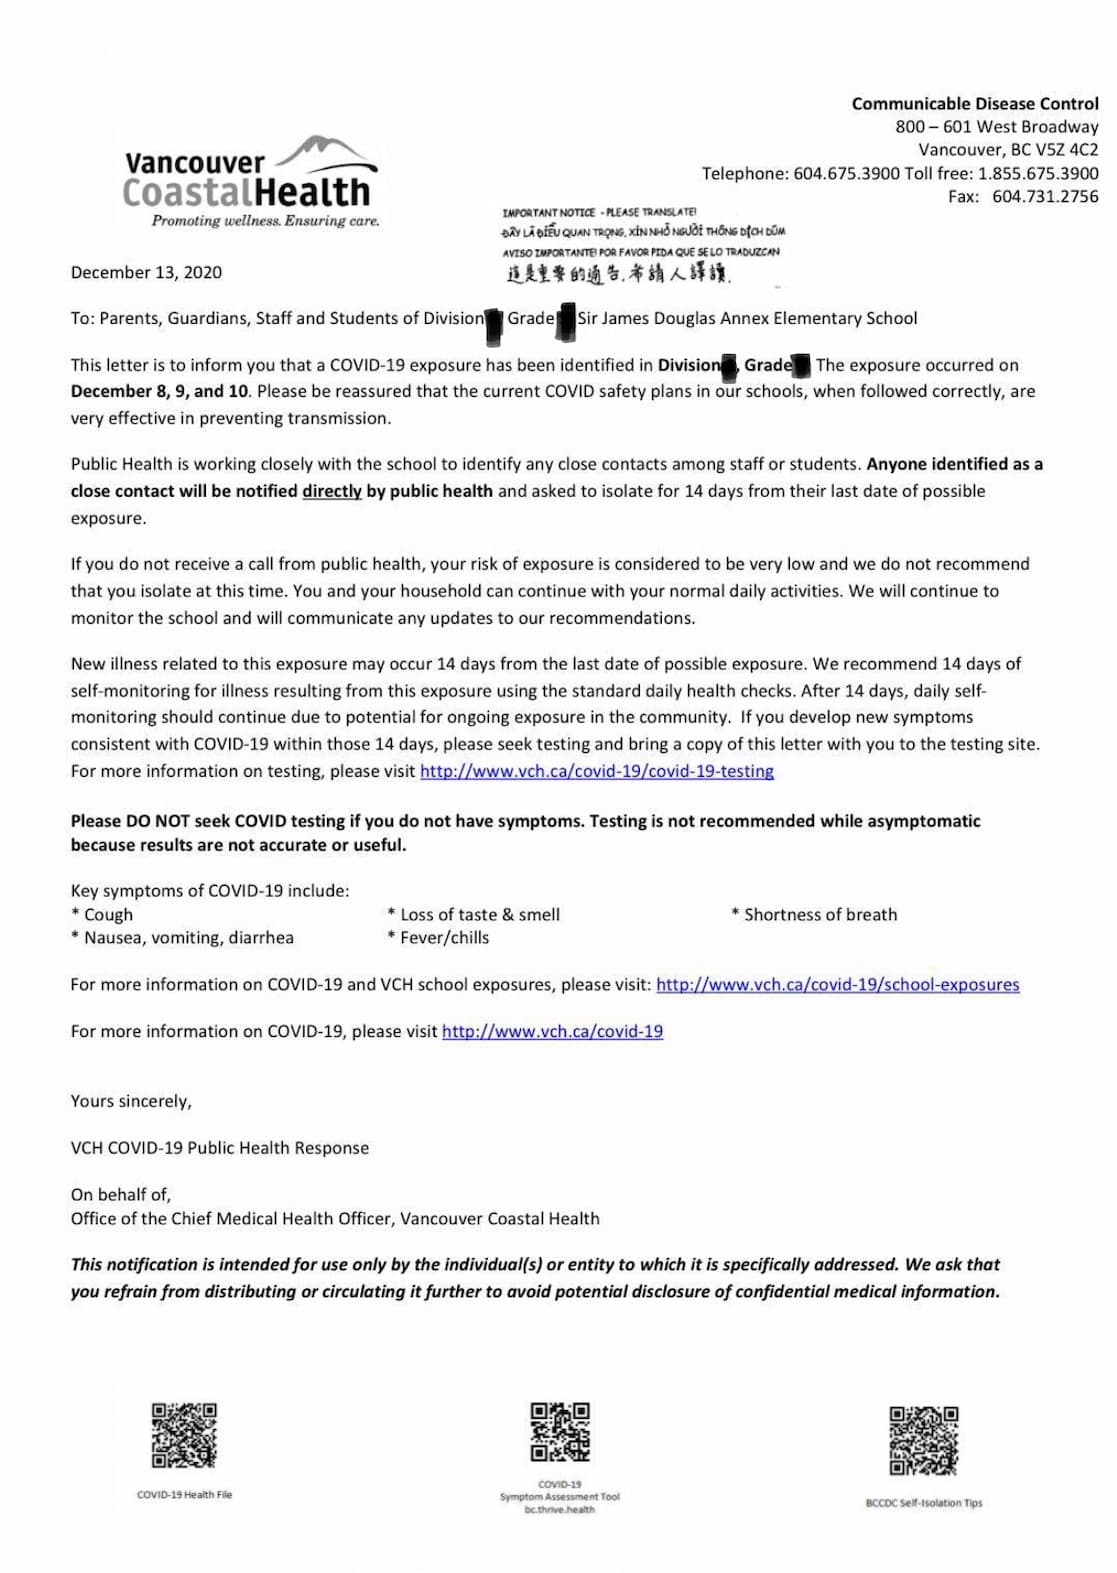 Communicable Disease Control
800 – 601 West Broadway
Vancouver, BC V5Z 4C2
Telephone: 604.675.3900 Toll free: 1.855.675.3900
Fax: 604.731.2756
Vancouver
CoastalHealth
Promoting wellness. Ensuring care.
IMPORTANT NOTICE - PLEASE TRANSLATE!
ĐÂY LÀ ĐIỀU QUAN TRỌNG, XIN NHỜ NGƯỜI THÔNG DỊCH DÙM
AVISO IMPORTANTE! POR FAVOR PIDA QUE SE LO TRADUZCAN
這是重要的通告.希請人譯讀.
December 13, 2020
To: Parents, Guardians, Staff and Students of Division Grade Sir James Douglas Annex Elementary School
This letter is to inform you that a COVID-19 exposure has been identified in Division , Grade The exposure occurred on
December 8, 9, and 10. Please be reassured that the current COVID safety plans in our schools, when followed correctly, are
very effective in preventing transmission.
Public Health is working closely with the school to identify any close contacts among staff or students. Anyone identified as a
close contact will be notified directly by public health and asked to isolate for 14 days from their last date of possible
exposure.
If you do not receive a call from public health, your risk of exposure is considered to be very low and we do not recommend
that you isolate at this time. You and your household can continue with your normal daily activities. We will continue to
monitor the school and will communicate any updates to our recommendations.
New illness related to this exposure may occur 14 days from the last date of possible exposure. We recommend 14 days of
self-monitoring for illness resulting from this exposure using the standard daily health checks. After 14 days, daily self-
monitoring should continue due to potential for ongoing exposure in the community. If you develop new symptoms
consistent with COVID-19 within those 14 days, please seek testing and bring a copy of this letter with you to the testing site.
For more information on testing, please visit http://www.vch.ca/covid-19/covid-19-testing
Please DO NOT seek COVID testing if you do not have symptoms. Testing is not recommended while asymptomatic
because results are not accurate or useful.
Key symptoms of COVID-19 include:
* Cough * Loss of taste & smell * Shortness of breath
* Nausea, vomiting, diarrhea * Fever/chills
For more information on COVID-19 and VCH school exposures, please visit: http://www.vch.ca/covid-19/school-exposures
For more information on COVID-19, please visit http://www.vch.ca/covid-19
Yours sincerely,
VCH COVID-19 Public Health Response
On behalf of,
Office of the Chief Medical Health Officer, Vancouver Coastal Health
This notification is intended for use only by the individual(s) or entity to which it is specifically addressed. We ask that
you refrain from distributing or circulating it further to avoid potential disclosure of confidential medical information.
COVID-19 Health File
COVID-19
Symptom Assessment Tool
bc.thrive.health
BCCDC Self-Isolation Tips